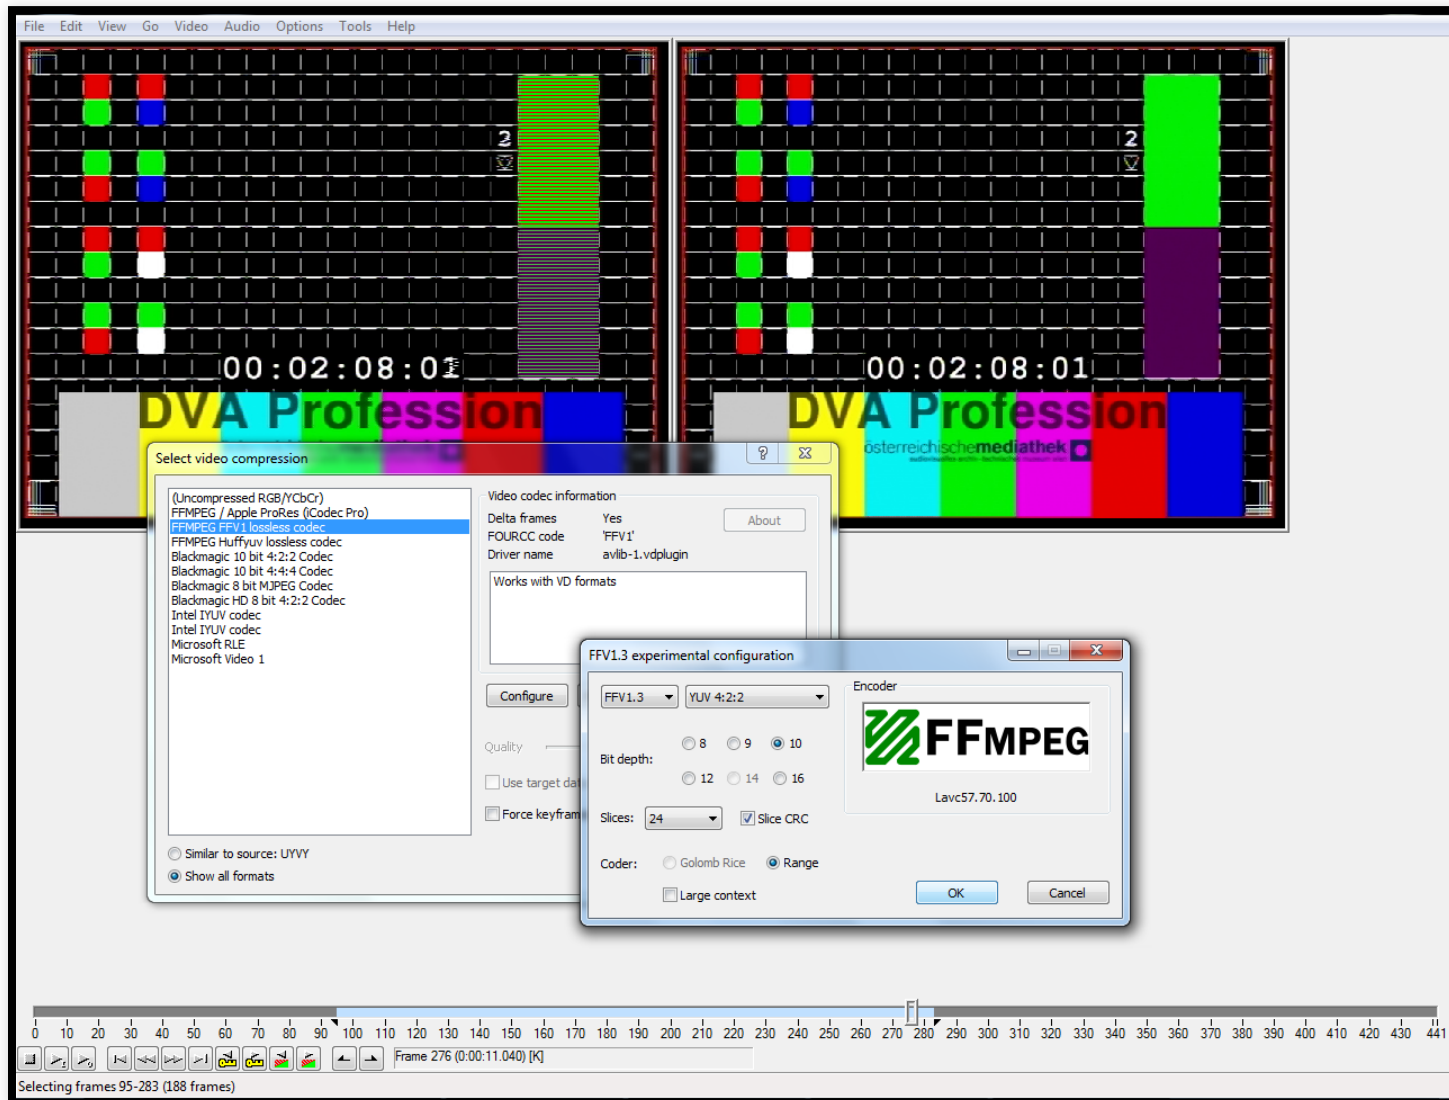 File Edit View Go Video Audio Options Tools Help
2
2
00:02:08:0
00:02:08:01
DVA Profession
DVA Profession
österreichischemediathek
Select video compression
(Uncompressed RGB/YCbCr)
FFMPEG / Apple ProRes (iCodec Pro)
FFMPEG FFV1 lossless codec
FFMPEG Huffyuv lossless codec
Blackmagic 10 bit 4:2:2 Codec
Blackmagic 10 bit 4:4:4 Codec
Blackmagic 8 bit MJPEG Codec
Blackmagic HD 8 bit 4:2:2 Codec
Intel IYUV codec
Intel IYUV codec
Microsoft RLE
Microsoft Video 1
Similar to source: UYVY
Show all formats
Video codec information
Delta frames Yes
FOURCC code 'FFV1'
Driver name avlib-1.vdplugin
About
Works with VD formats
Configure
Quality
Use target dat
Force keyfram
FFV1.3 experimental configuration
FFV1.3 YUV 4:2:2
Bit depth: 8 9 10
12 14 16
Slices: 24 Slice CRC
Coder: Golomb Rice Range
Large context
Encoder
FFMPEG
Lavc57.70.100
OK Cancel
0 10 20 30 40 50 60 70 80 90 100 110 120 130 140 150 160 170 180 190 200 210 220 230 240 250 260 270 280 290 300 310 320 330 340 350 360 370 380 390 400 410 420 430 441
Frame 276 (0:00:11.040) [K]
Selecting frames 95-283 (188 frames)